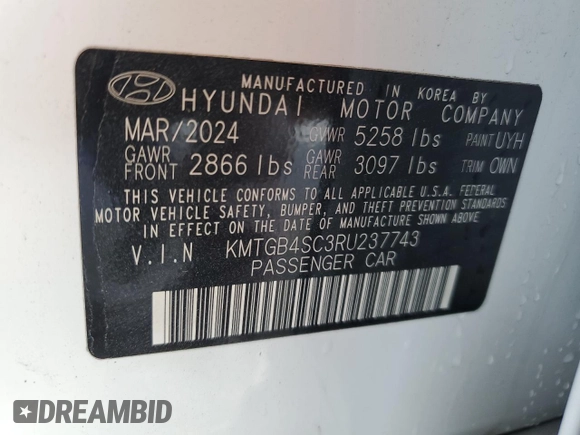 MANUFACTURED IN KOREA BY
HYUNDAI MOTOR COMPANY
MAR/2024 GVWR 5258 lbs PAINT UYH
GAWR FRONT 2866 lbs GAWR REAR 3097 lbs TRIM OWN
THIS VEHICLE CONFORMS TO ALL APPLICABLE U.S.A. FEDERAL
MOTOR VEHICLE SAFETY, BUMPER, AND THEFT PREVENTION STANDARDS
IN EFFECT ON THE DATE OF MANUFACTURE SHOWN ABOVE.
V.I.N KMTGB4SC3RU237743
PASSENGER CAR
DREAMBID